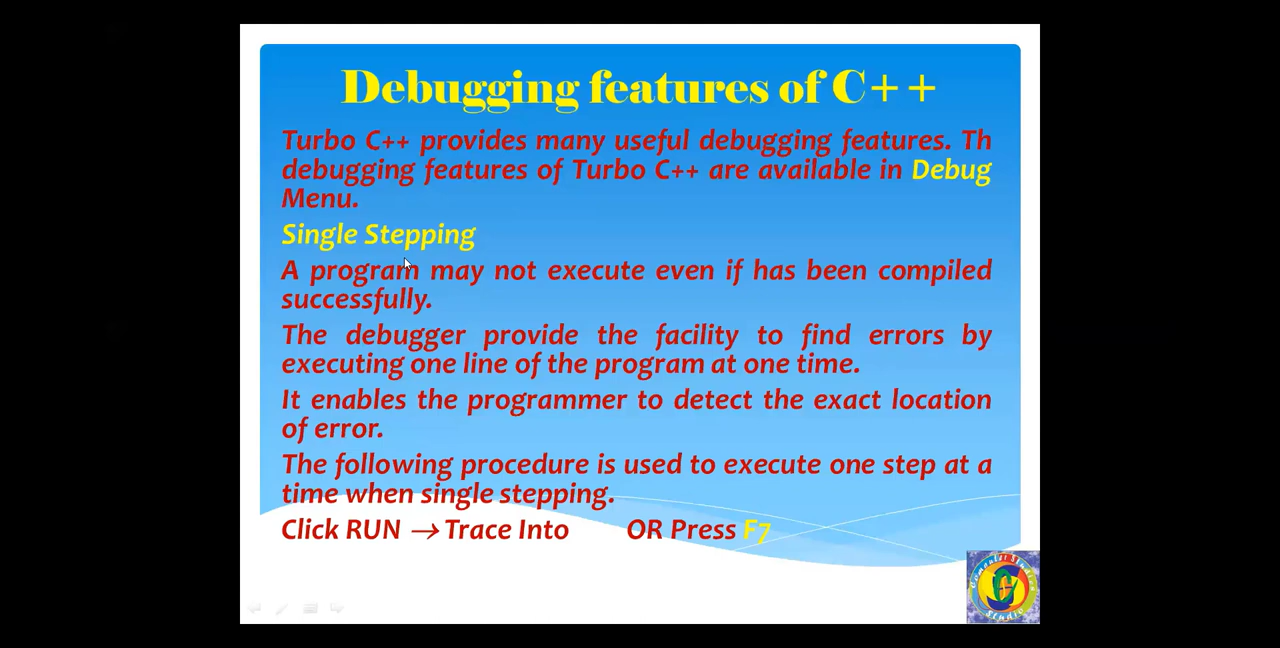 Debugging features of C++
Turbo C++ provides many useful debugging features. Th
debugging features of Turbo C++ are available in Debug
Menu.
Single Stepping
A program may not execute even if has been compiled
successfully.
The debugger provide the facility to find errors by
executing one line of the program at one time.
It enables the programmer to detect the exact location
of error.
The following procedure is used to execute one step at a
time when single stepping.
Click RUN → Trace Into OR Press F7